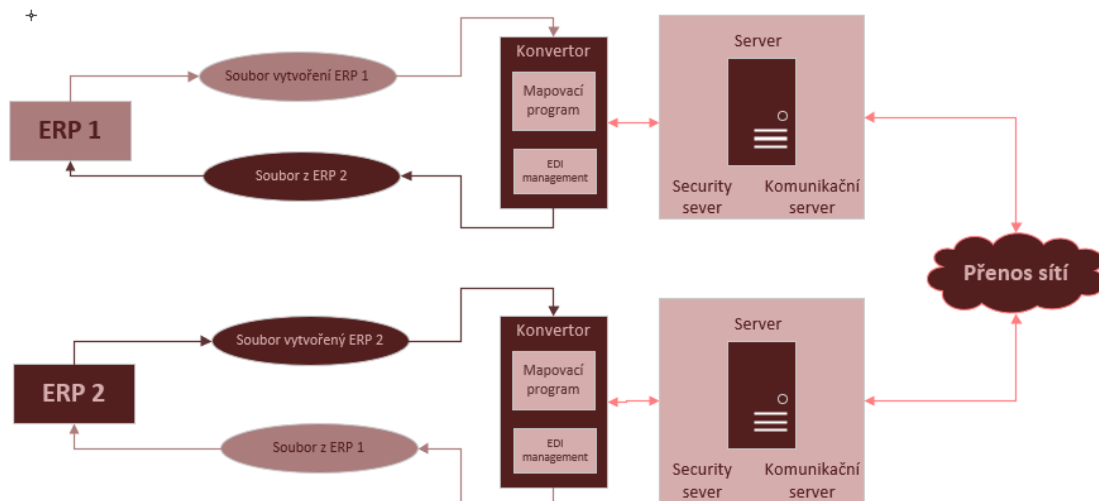 Server
Konvertor
Soubor vytvoření ERP 1
Mapovací
program
ERP 1
EDI
management
Soubor z ERP 2
Security
sever
Komunikační
server
Přenos sítí
Server
Konvertor
Soubor vytvořený ERP 2
Mapovací
program
ERP 2
EDI
management
Soubor z ERP 1
Security
sever
Komunikační
server